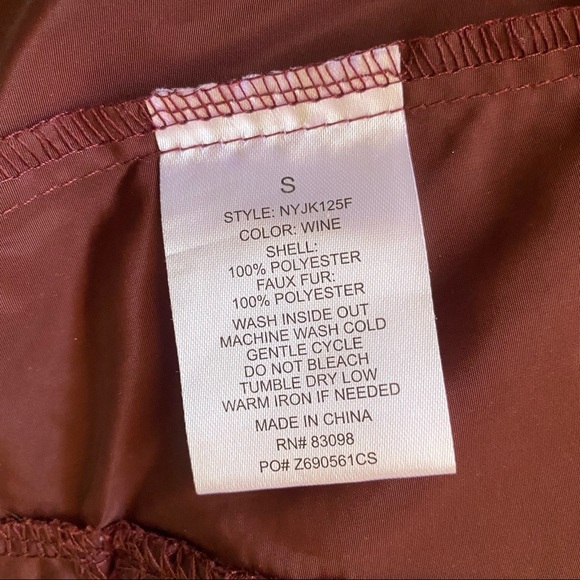 S
STYLE: NYJK125F
COLOR: WINE
SHELL:
100% POLYESTER
FAUX FUR:
100% POLYESTER
WASH INSIDE OUT
MACHINE WASH COLD
GENTLE CYCLE
DO NOT BLEACH
TUMBLE DRY LOW
WARM IRON IF NEEDED
MADE IN CHINA
RN# 83098
PO# Z690561CS